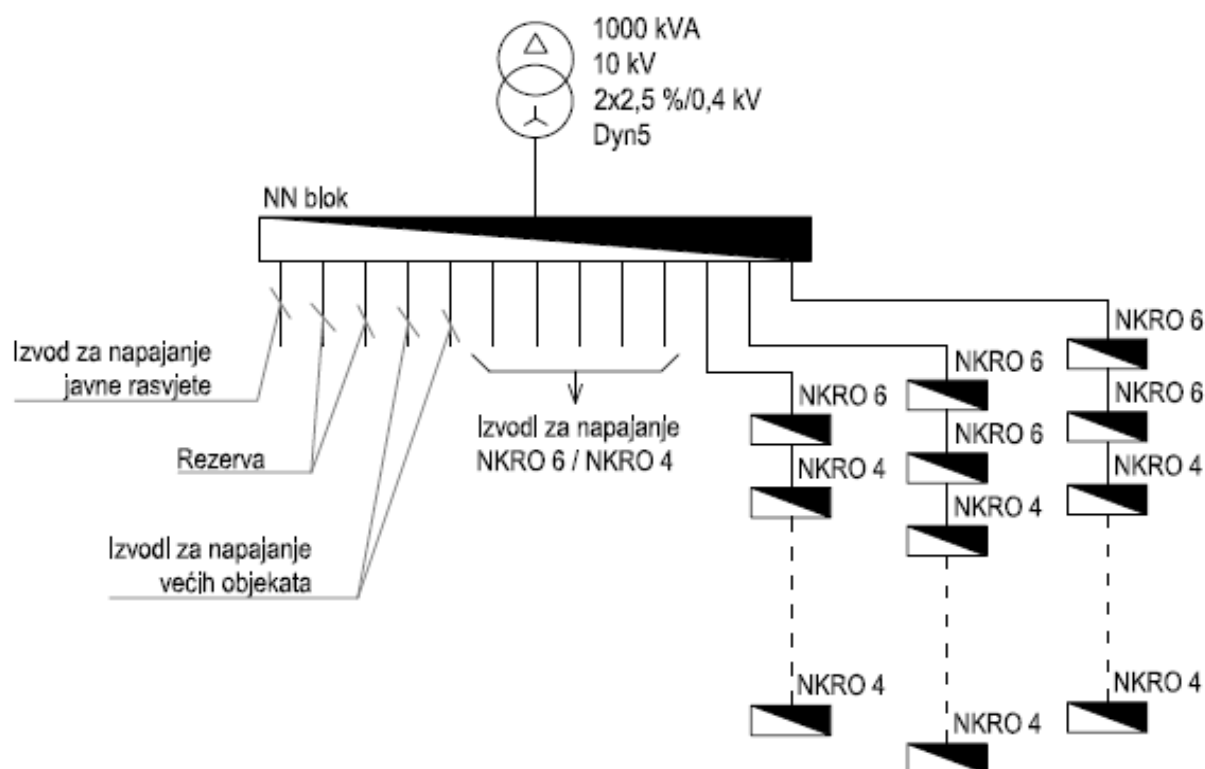 1000 kVA
10 kV
2x2,5 %/0,4 kV
Dyn5
NN blok
Izvod za napajanje
javne rasvjete
Rezerva
Izvodi za napajanje
većih objekata
Izvodi za napajanje
NKRO 6 / NKRO 4
NKRO 6
NKRO 4
NKRO 4
NKRO 6
NKRO 6
NKRO 4
NKRO 4
NKRO 6
NKRO 6
NKRO 4
NKRO 4